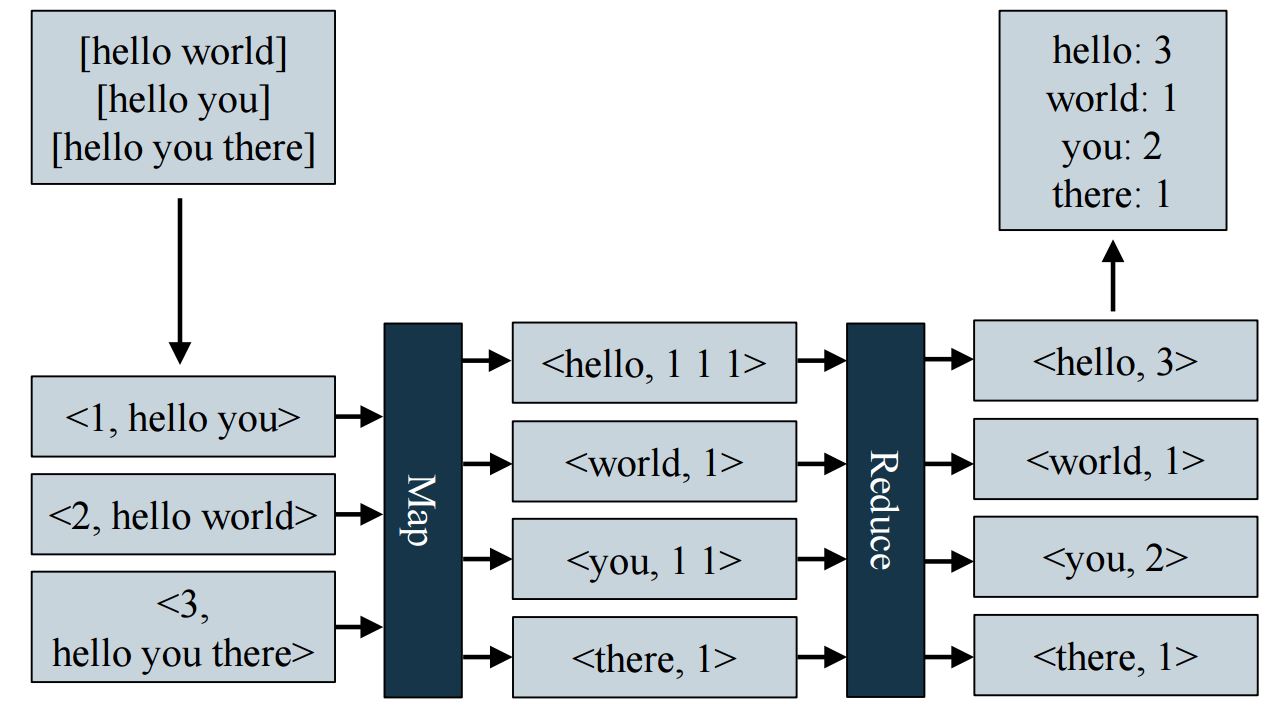 [hello world]
[hello you]
[hello you there]
<1, hello you>
<2, hello world>
<3,
hello you there>
Map
<hello, 1 1 1>
<world, 1>
<you, 1 1>
<there, 1>
Reduce
<hello, 3>
<world, 1>
<you, 2>
<there, 1>
hello: 3
world: 1
you: 2
there: 1